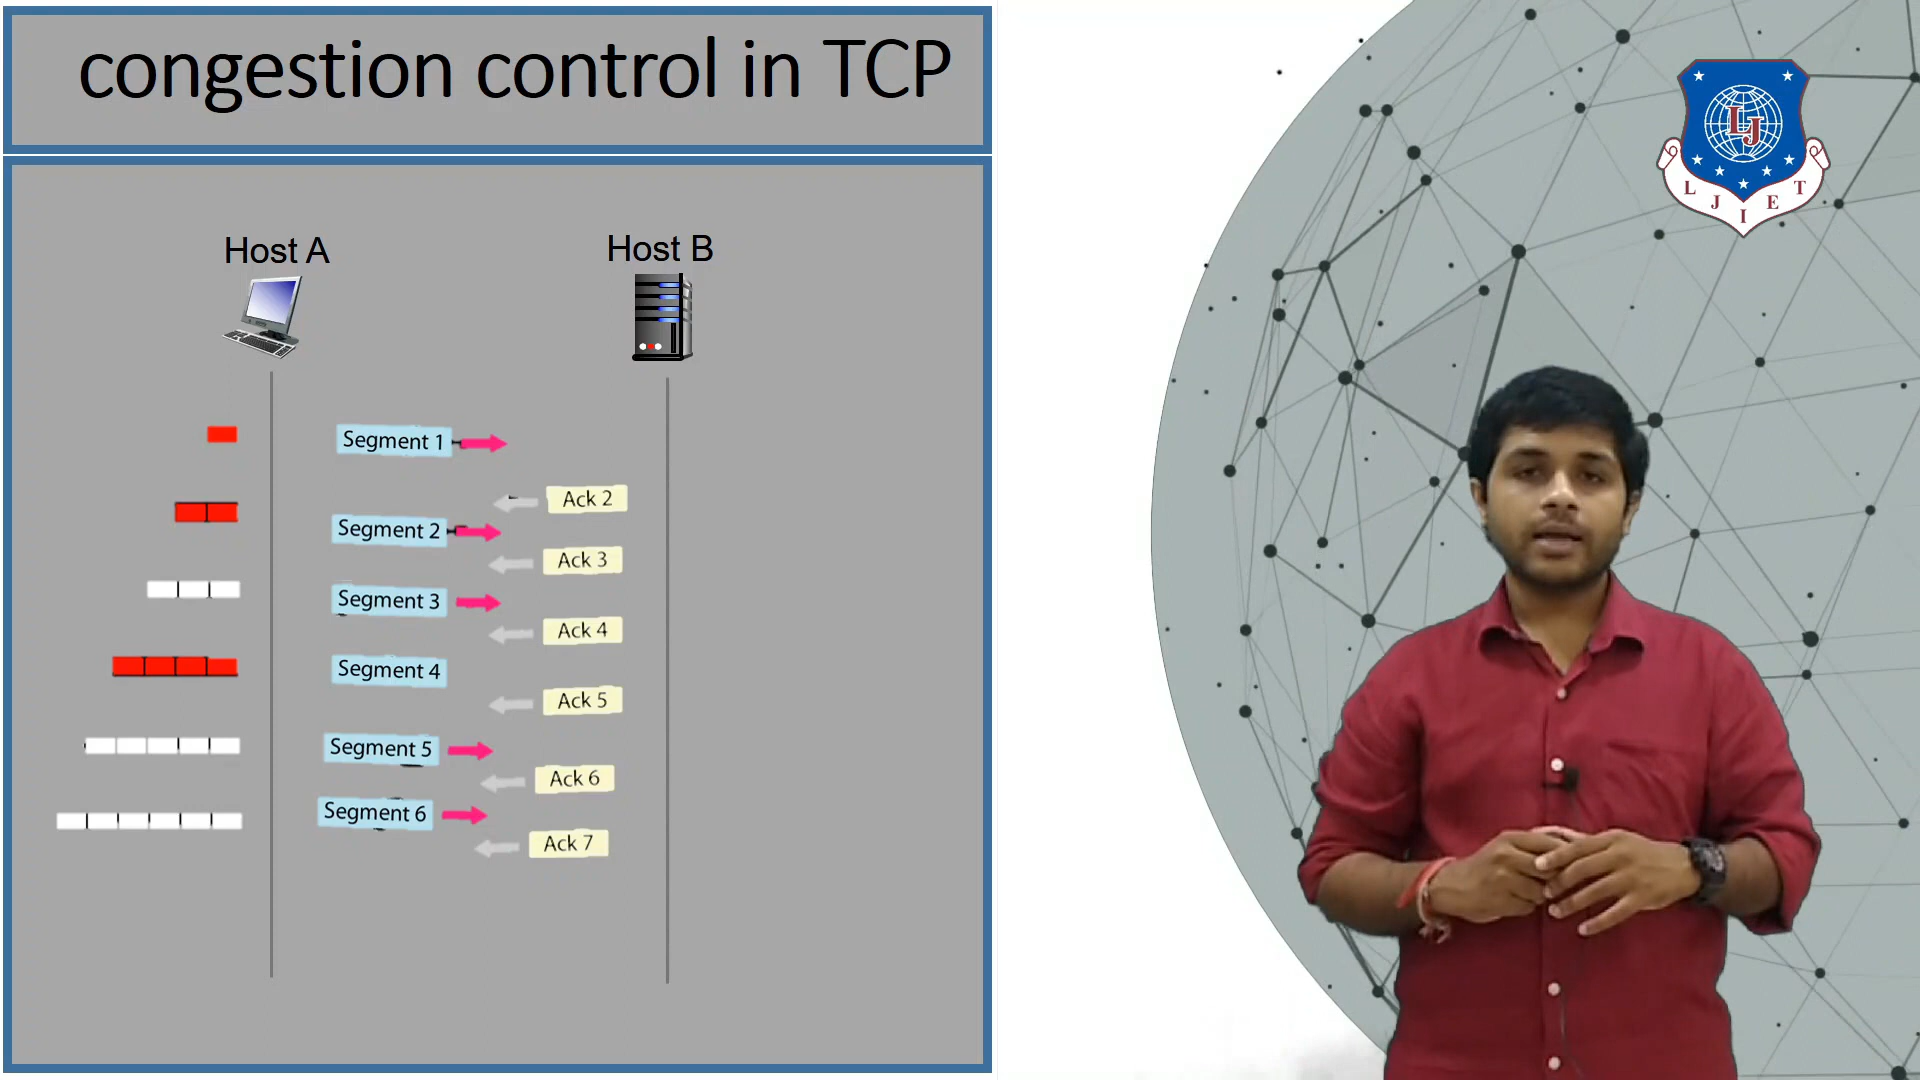 congestion control in TCP
Host A
Host B
Segment 1
Ack 2
Segment 2
Ack 3
Segment 3
Ack 4
Segment 4
Ack 5
Segment 5
Ack 6
Segment 6
Ack 7
LJ
L J I E T